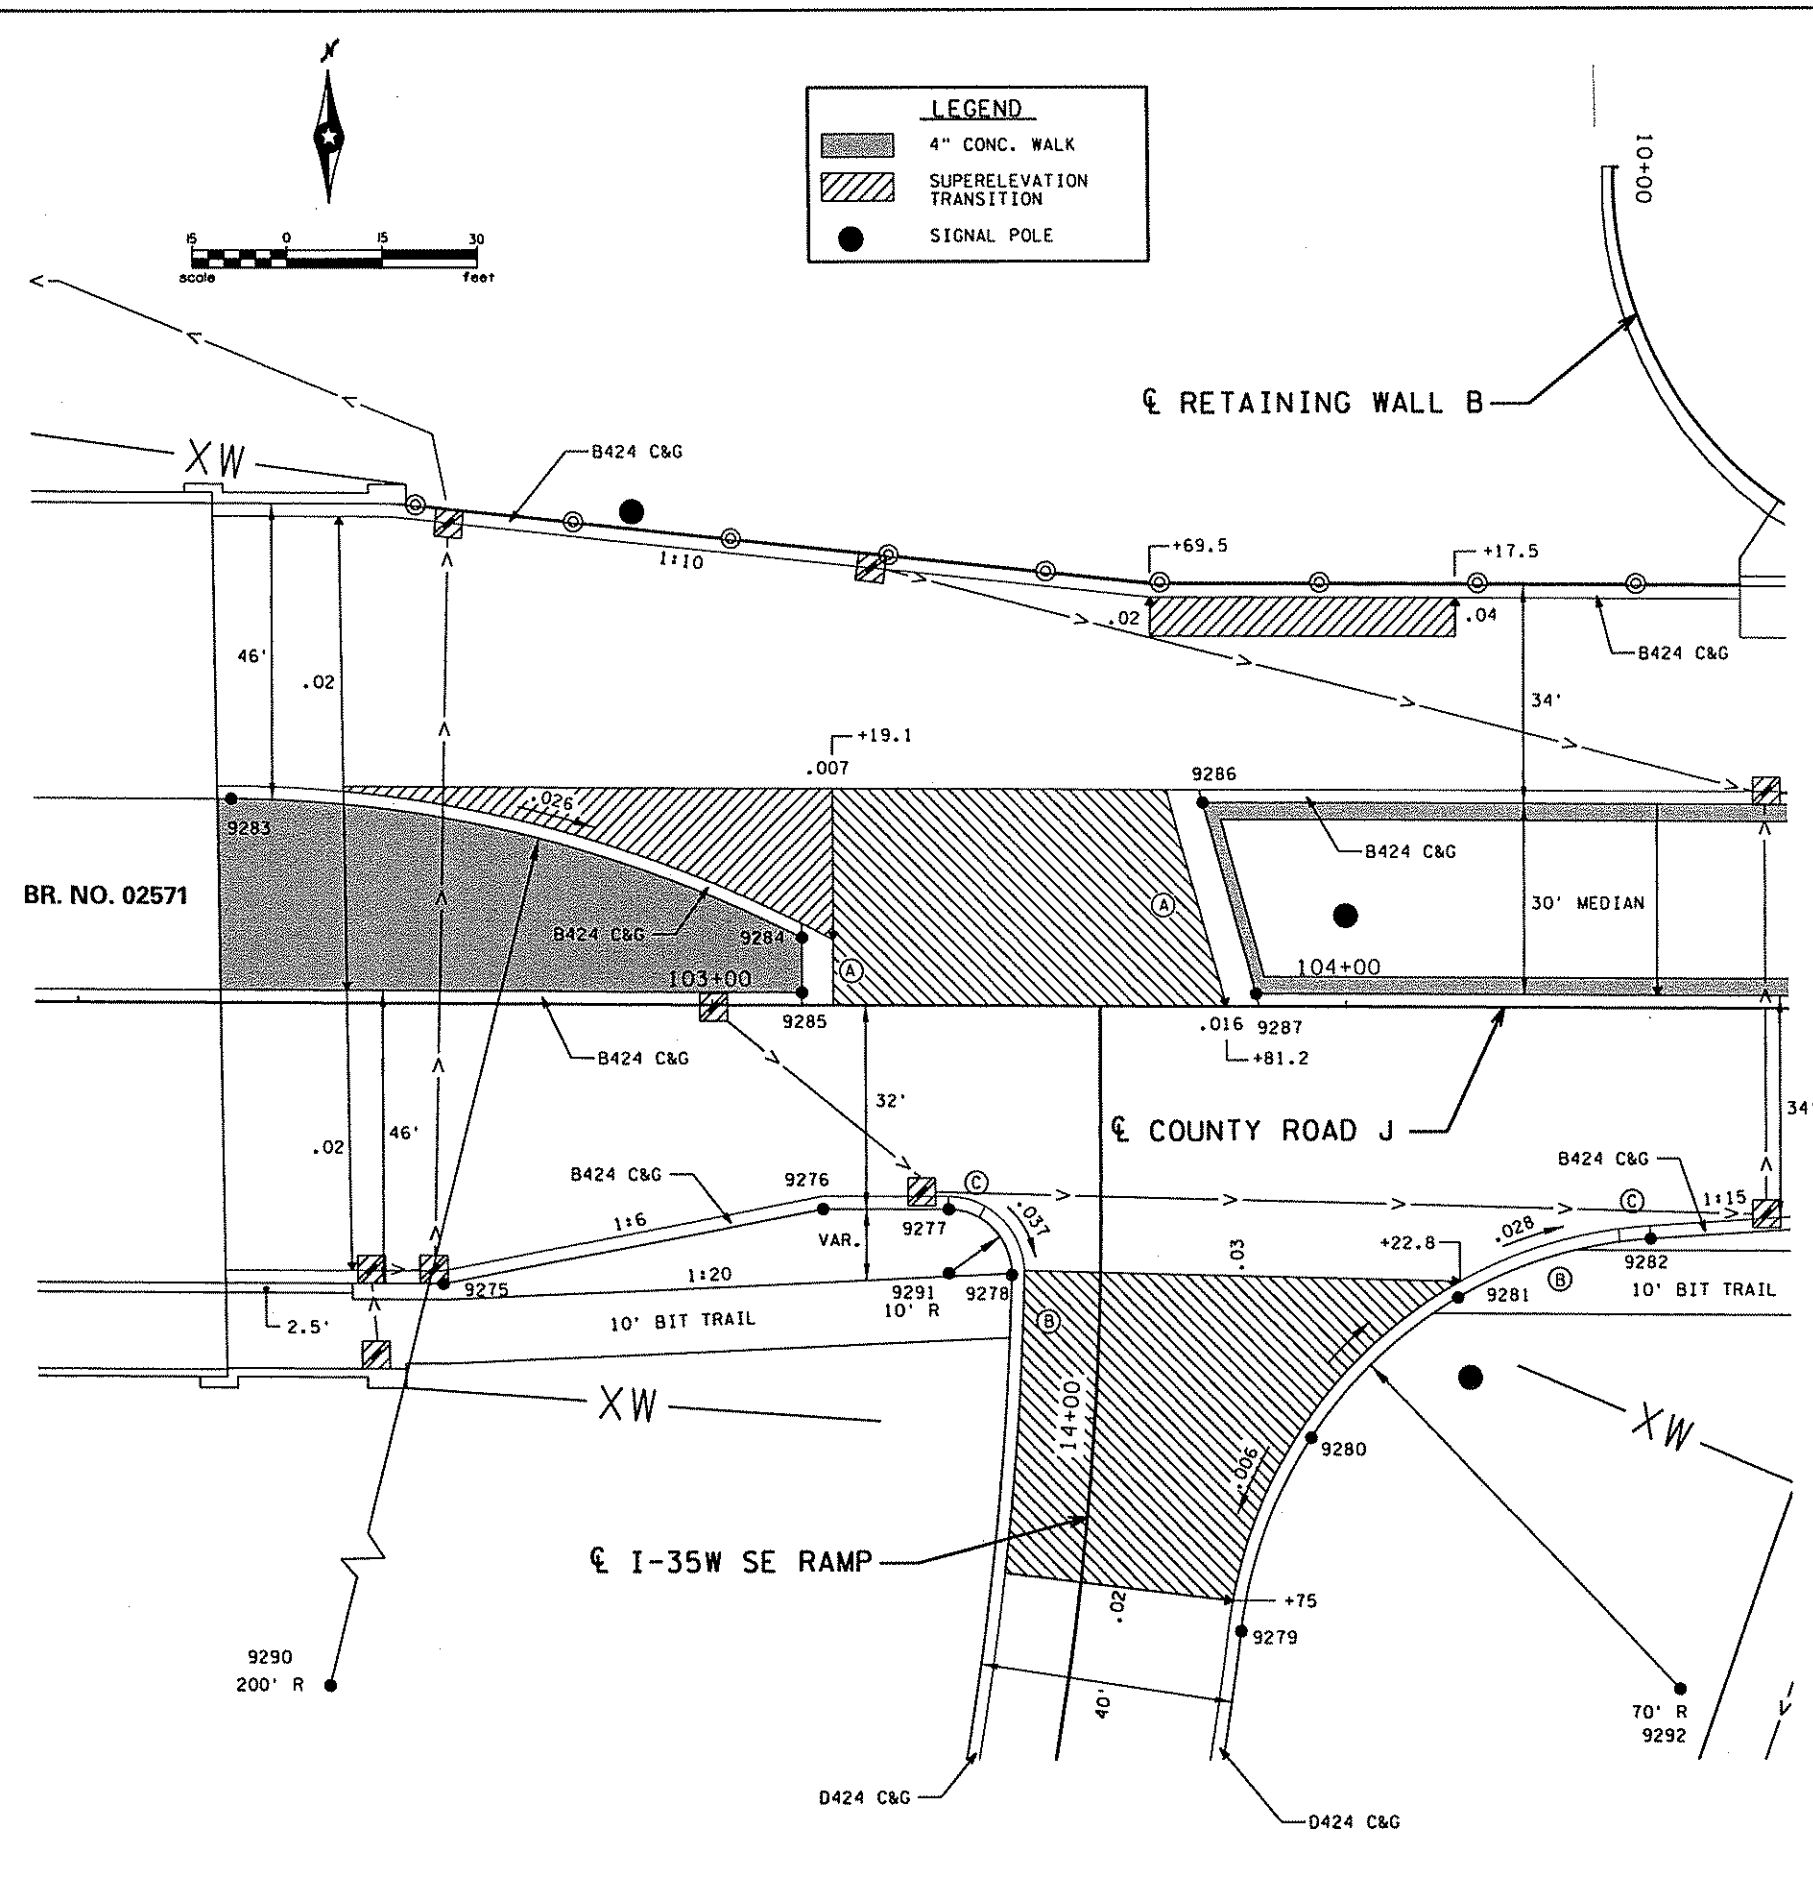 N
LEGEND
4" CONC. WALK
SUPERELEVATION
TRANSITION
SIGNAL POLE
10+00
15 0 15 30
scale feet
℄ RETAINING WALL B
XW
B424 C&G
1:10
+69.5
+17.5
.02
.04
B424 C&G
46'
.02
34'
+19.1
.007
9286
.026
9283
B424 C&G
BR. NO. 02571
A
30' MEDIAN
B424 C&G
9284
103+00
A
104+00
9285
.016
9287
B424 C&G
+81.2
32'
34'
℄ COUNTY ROAD J
.02
46'
B424 C&G
9276
C
B424 C&G
C
1:15
1:6
9277
.037
.028
VAR.
+22.8
.03
9282
1:20
9275
9291
10' R
9278
B
9281
10' BIT TRAIL
2.5'
10' BIT TRAIL
B
XW
14+00
XW
9280
.006
℄ I-35W SE RAMP
.02
+75
9279
9290
200' R
40'
70' R
9292
D424 C&G
D424 C&G